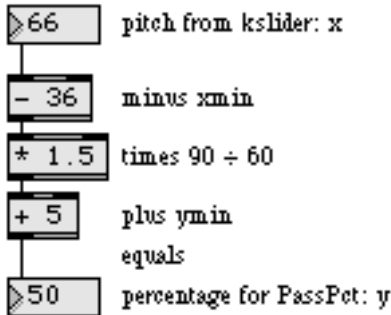 66 pitch from kslider: x
- 36 minus xmin
* 1.5 times 90 ÷ 60
+ 5 plus ymin
equals
50 percentage for PassPct: y